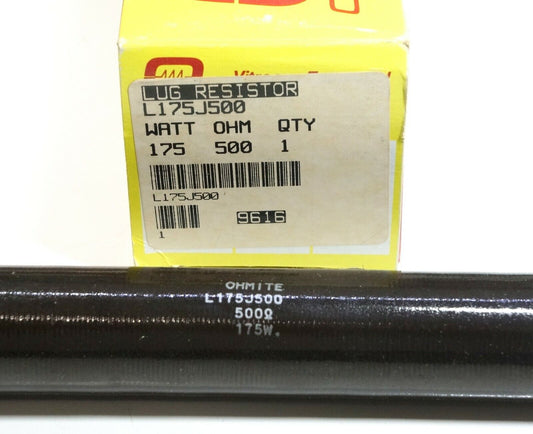 LUG RESISTOR
L175J500
WATT OHM QTY
175 500 1
L175J500
1 9616
OHMITE
L175J500
500Ω
175W.